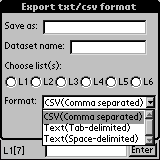 Export txt/csv format
Save as:
Dataset name:
Choose list(s):
L1 L2 L3 L4 L5 L6
Format: CSV(Comma separated)
CSV(Comma separated)
Text(Tab-delimited)
Text(Space-delimited)
L1[7] Enter